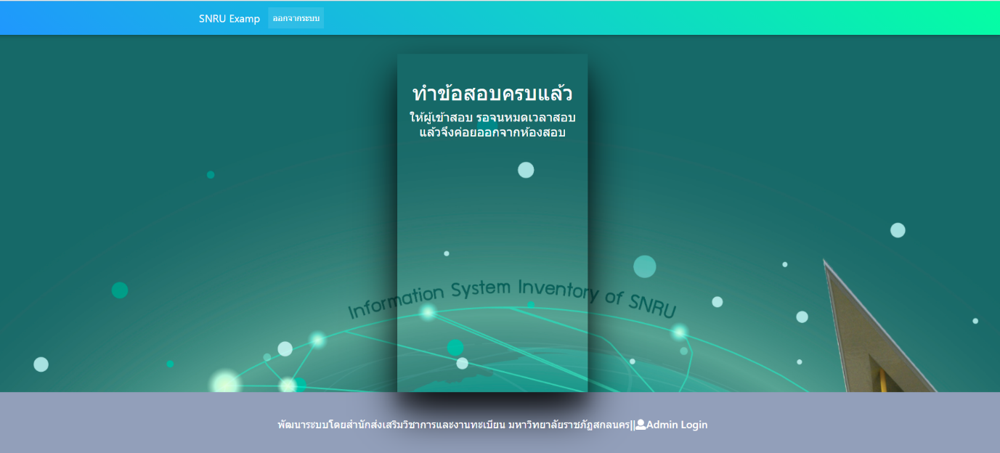 SNRU Examp ออกจากระบบ
ทำข้อสอบครบแล้ว
ให้ผู้เข้าสอบ รอจนหมดเวลาสอบ
แล้วจึงค่อยออกจากห้องสอบ
Information System Inventory of SNRU
พัฒนาระบบโดยสำนักส่งเสริมวิชาการและงานทะเบียน มหาวิทยาลัยราชภัฏสกลนคร||Admin Login